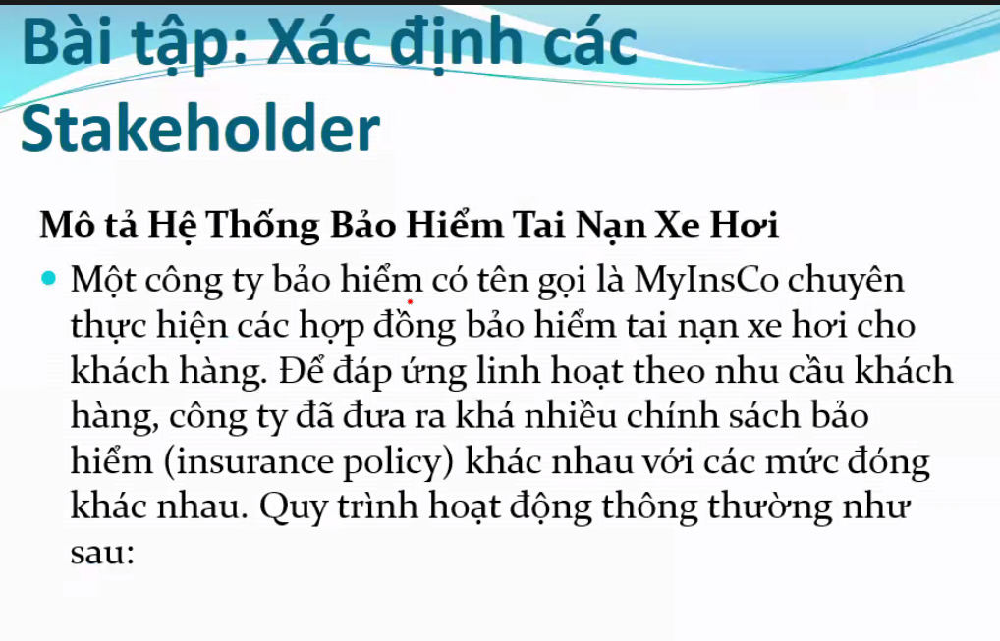 Bài tập: Xác định các
Stakeholder
Mô tả Hệ Thống Bảo Hiểm Tai Nạn Xe Hơi
Một công ty bảo hiểm có tên gọi là MyInsCo chuyên
thực hiện các hợp đồng bảo hiểm tai nạn xe hơi cho
khách hàng. Để đáp ứng linh hoạt theo nhu cầu khách
hàng, công ty đã đưa ra khá nhiều chính sách bảo
hiểm (insurance policy) khác nhau với các mức đóng
khác nhau. Quy trình hoạt động thông thường như
sau: